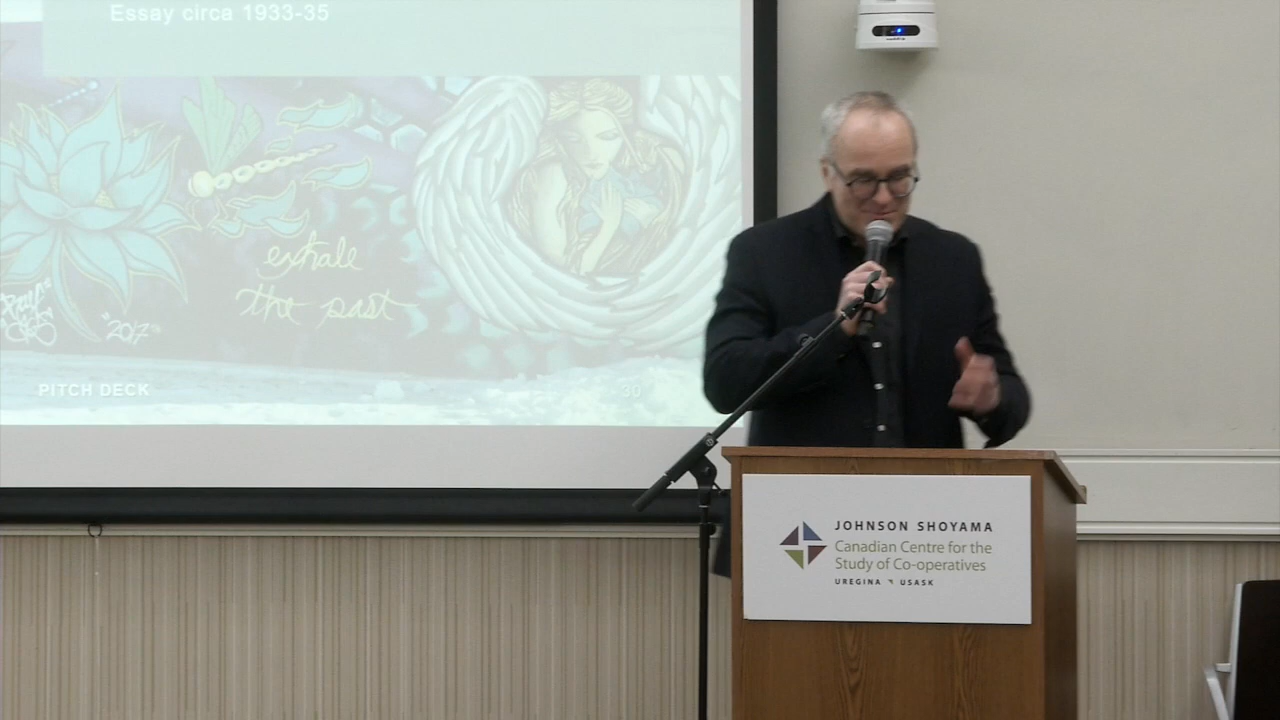 Essay circa 1933-35
exhale
the past
"2017"
PITCH DECK
30
JOHNSON SHOYAMA
Canadian Centre for the
Study of Co-operatives
UREGINA USASK